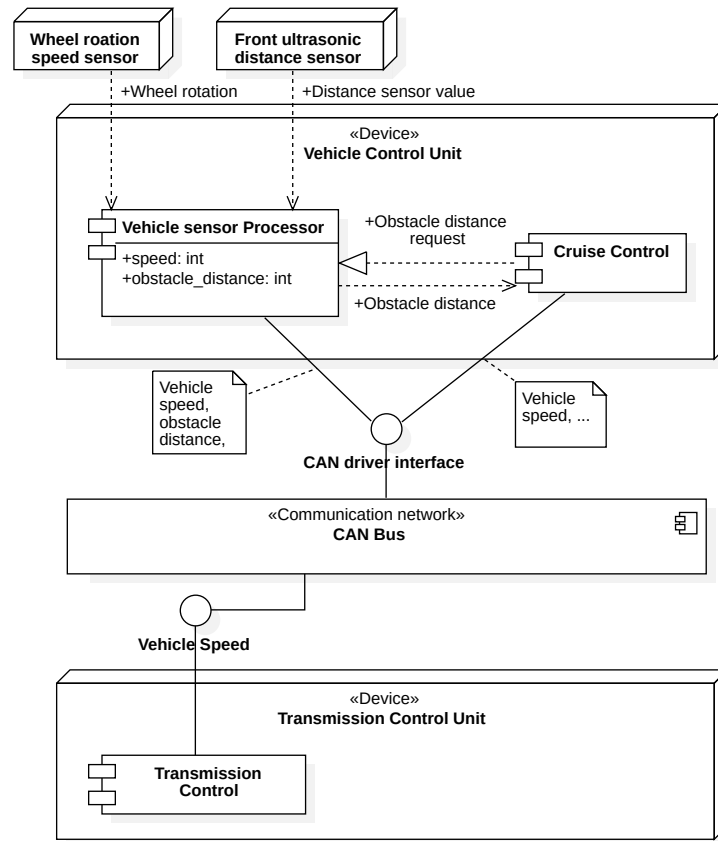 Wheel roation
speed sensor
Front ultrasonic
distance sensor
+Wheel rotation
+Distance sensor value
«Device»
Vehicle Control Unit
Vehicle sensor Processor
+speed: int
+obstacle_distance: int
+Obstacle distance
request
Cruise Control
+Obstacle distance
Vehicle
speed,
obstacle
distance,
Vehicle
speed, ...
CAN driver interface
«Communication network»
CAN Bus
Vehicle Speed
«Device»
Transmission Control Unit
Transmission
Control